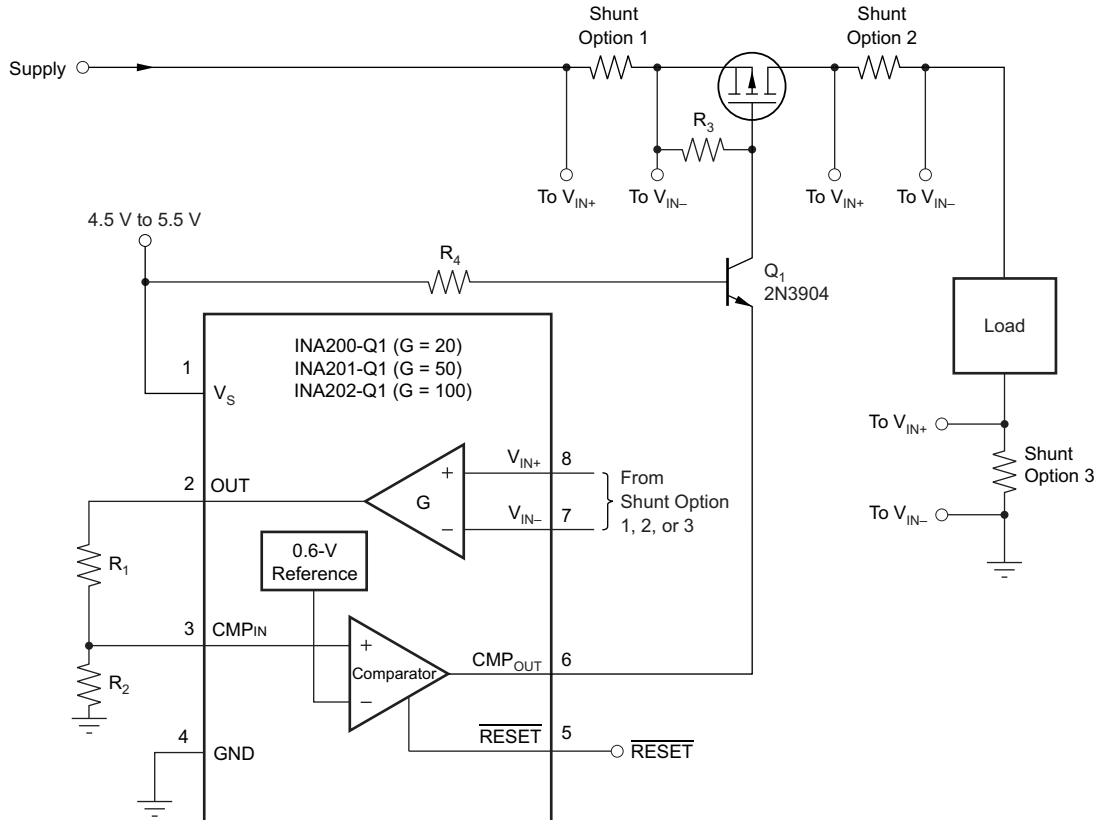 Shunt
Option 1
Shunt
Option 2
Supply
R3
To VIN+
To VIN–
To VIN+
To VIN–
4.5 V to 5.5 V
R4
Q1
2N3904
Load
INA200-Q1 (G = 20)
INA201-Q1 (G = 50)
INA202-Q1 (G = 100)
1
VS
To VIN+
Shunt
Option 3
To VIN–
2
OUT
G
+
–
VIN+
8
VIN–
7
From
Shunt Option
1, 2, or 3
0.6-V
Reference
R1
3
CMPIN
+
–
Comparator
CMPOUT
6
R2
RESET
5
RESET
4
GND